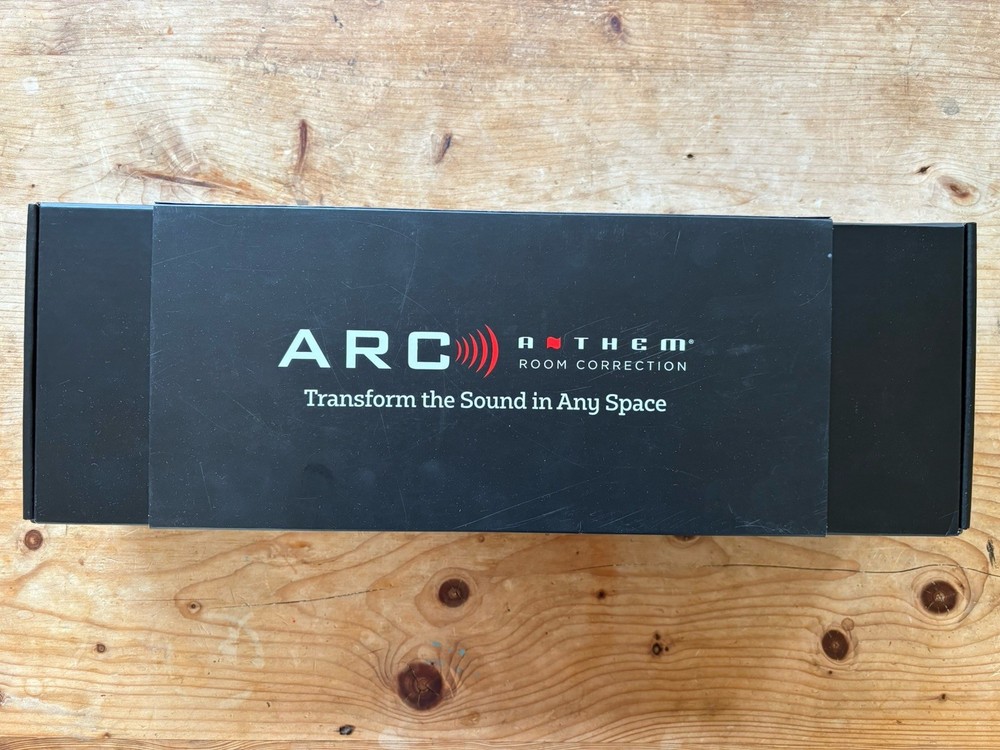 ARC ANTHEM®
ROOM CORRECTION
Transform the Sound in Any Space